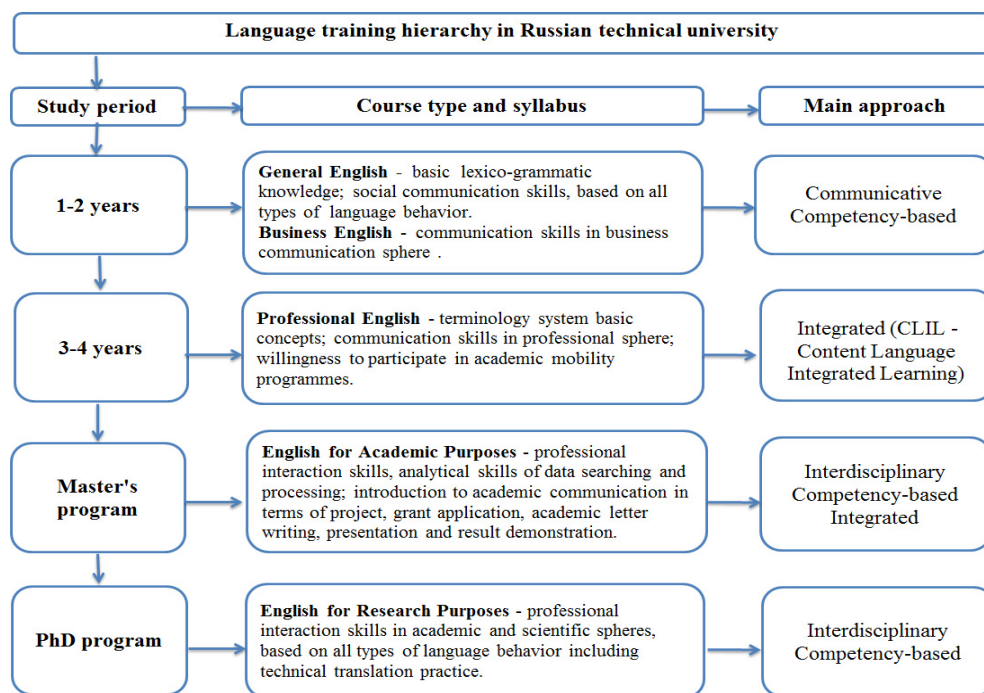 Language training hierarchy in Russian technical university
Study period
Course type and syllabus
Main approach
1-2 years
General English - basic lexico-grammatic
knowledge; social communication skills, based on all
types of language behavior.
Business English - communication skills in business
communication sphere .
Communicative
Competency-based
3-4 years
Professional English - terminology system basic
concepts; communication skills in professional sphere;
willingness to participate in academic mobility
programmes.
Integrated (CLIL -
Content Language
Integrated Learning)
Master's
program
English for Academic Purposes - professional
interaction skills, analytical skills of data searching and
processing; introduction to academic communication in
terms of project, grant application, academic letter
writing, presentation and result demonstration.
Interdisciplinary
Competency-based
Integrated
PhD program
English for Research Purposes - professional
interaction skills in academic and scientific spheres,
based on all types of language behavior including
technical translation practice.
Interdisciplinary
Competency-based